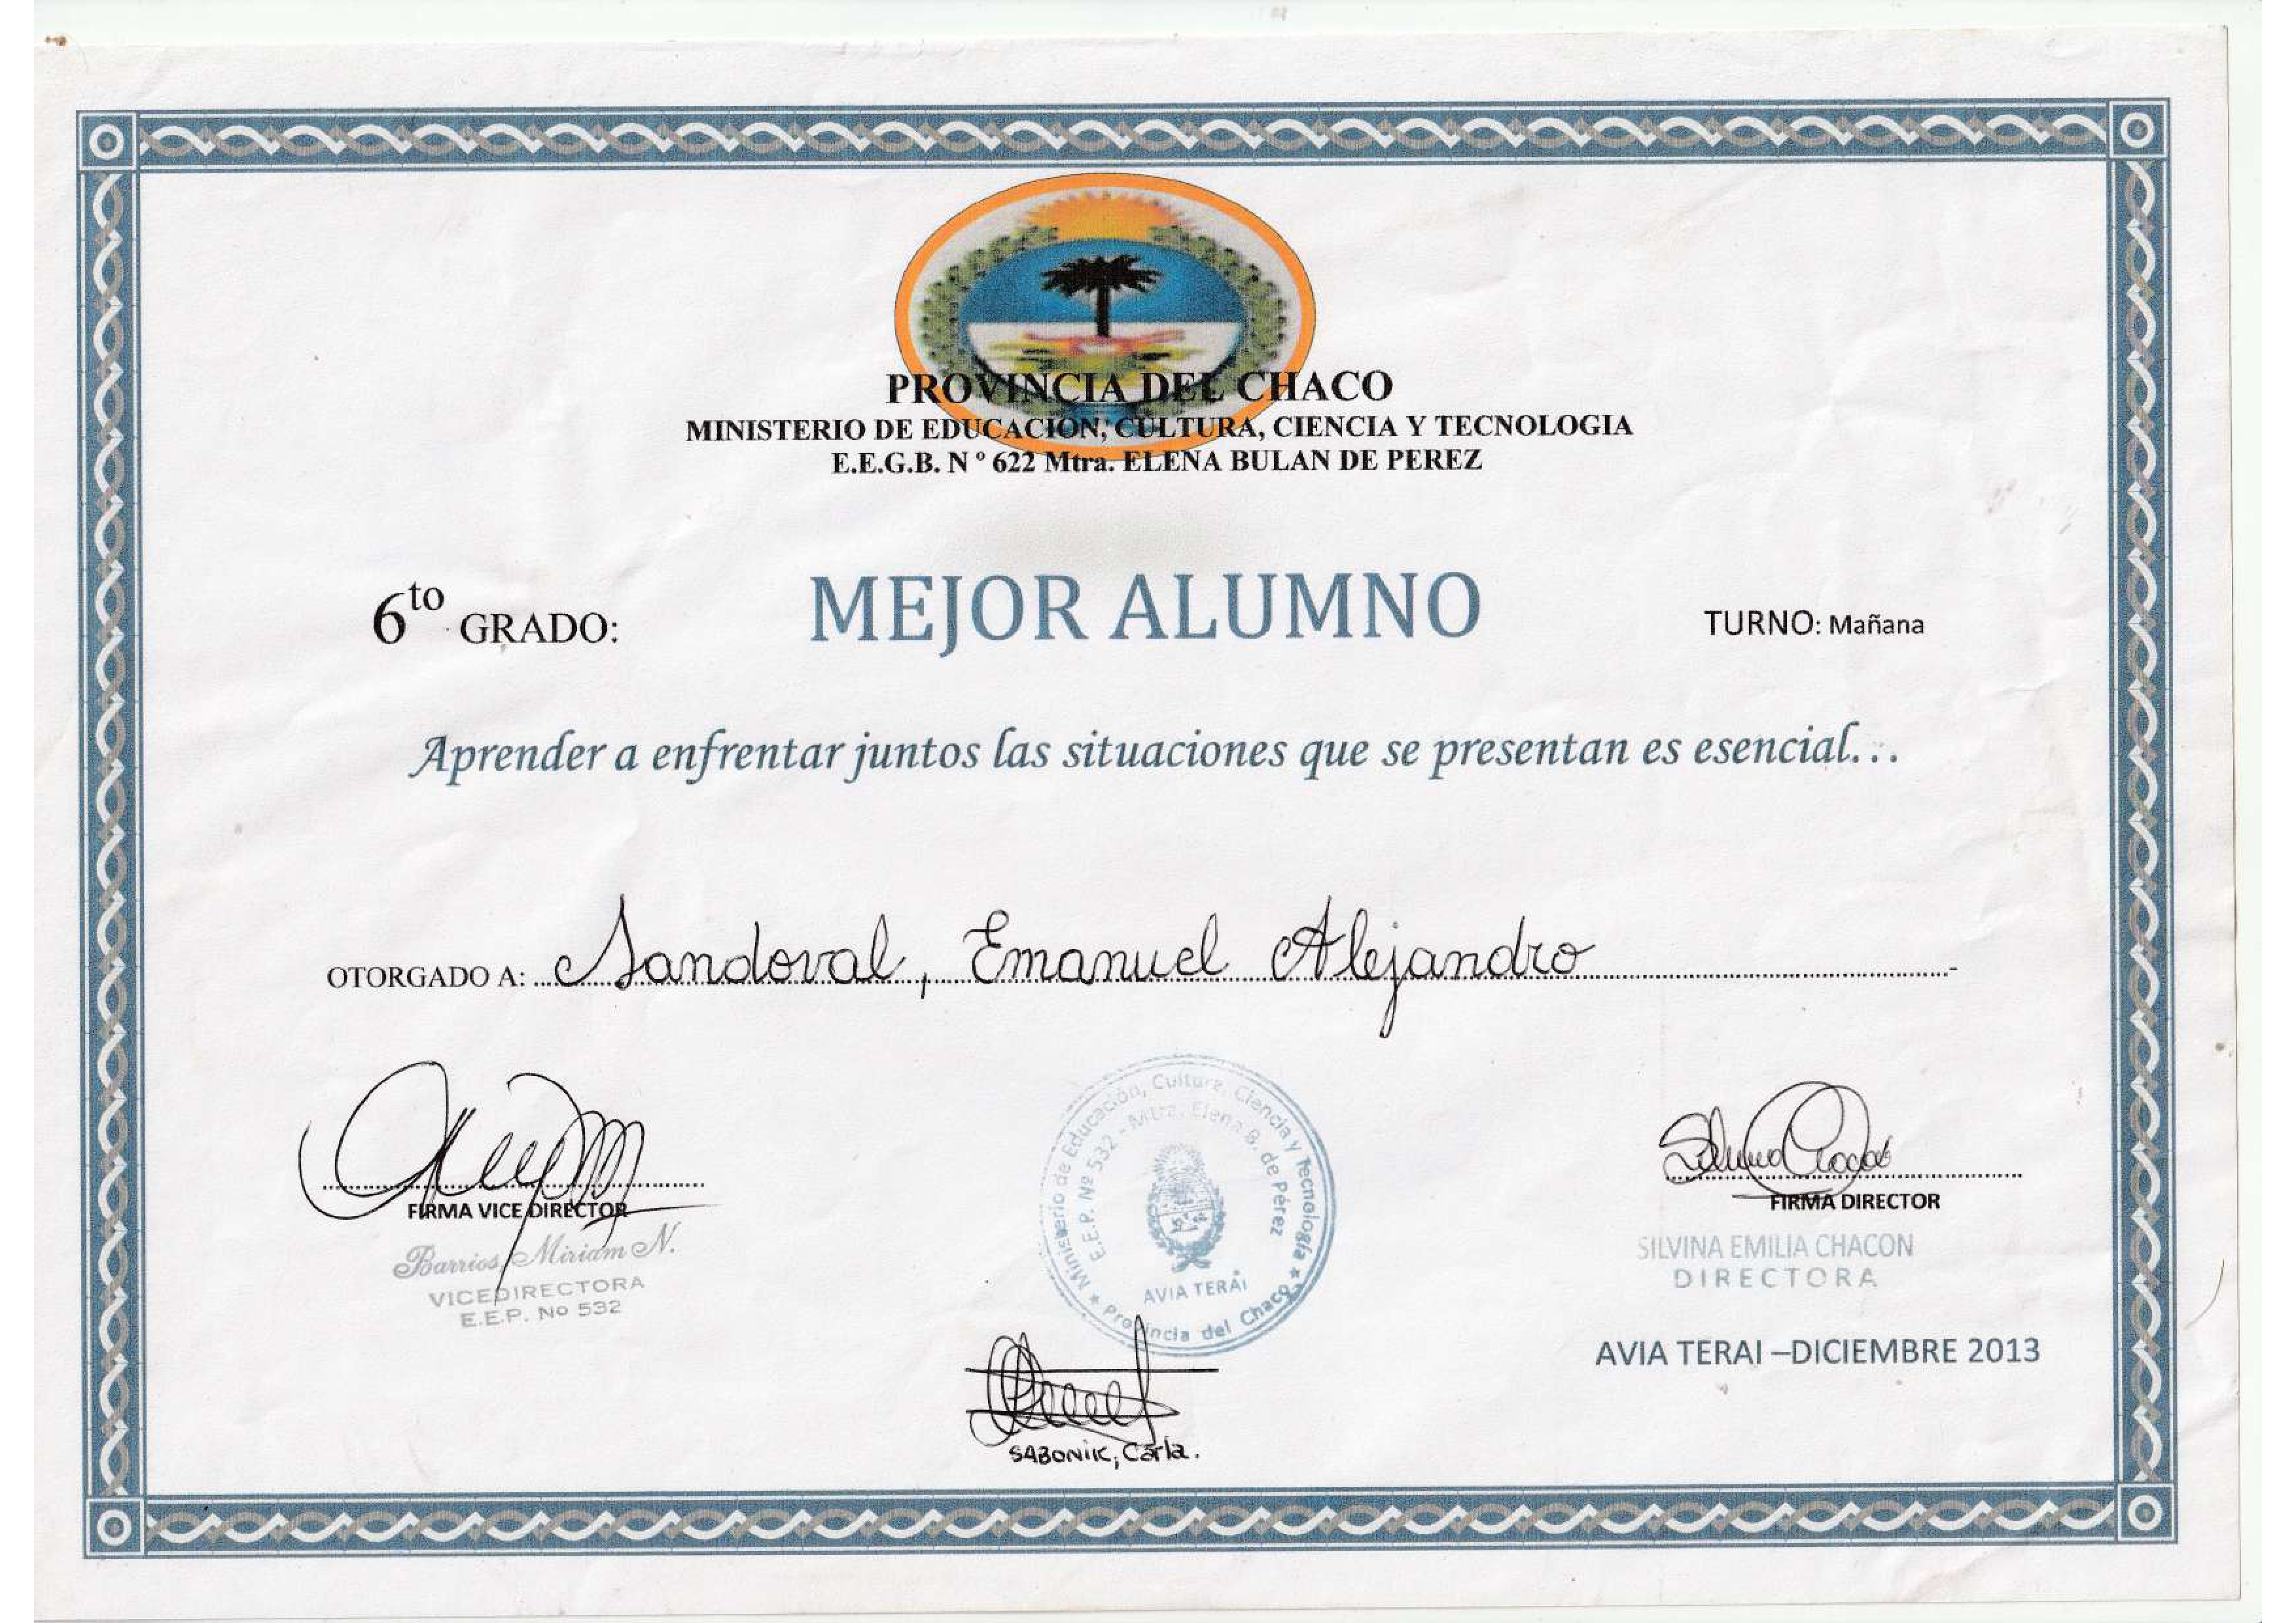 PROVINCIA DEL CHACO
MINISTERIO DE EDUCACION, CULTURA, CIENCIA Y TECNOLOGIA
E.E.G.B. N º 622 Mtra. ELENA BULAN DE PEREZ
6to GRADO:
MEJOR ALUMNO
TURNO: Mañana
Aprender a enfrentar juntos las situaciones que se presentan es esencial...
OTORGADO A: Sandoval, Emanuel Alejandro
FIRMA VICE DIRECTOR
Barrios, Miriam N.
VICEDIRECTORA
E.E.P. No 532
Ministerio de Educación, Cultura, Ciencia y Tecnología
E.E.P. Nº 532 - Mtra. Elena B. de Pérez
AVIA TERAI
Provincia del Chaco
SABONIK, Carla.
Silvina Chacon
FIRMA DIRECTOR
SILVINA EMILIA CHACON
DIRECTORA
AVIA TERAI –DICIEMBRE 2013